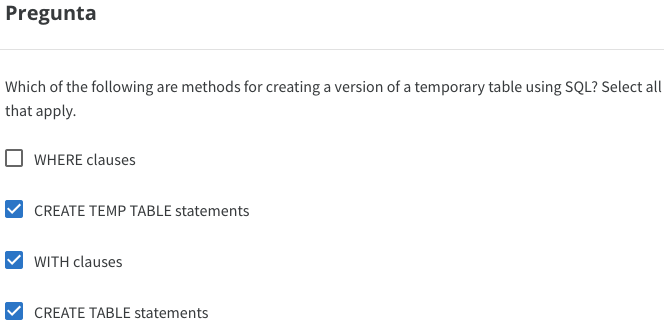 Pregunta
Which of the following are methods for creating a version of a temporary table using SQL? Select all
that apply.
WHERE clauses
CREATE TEMP TABLE statements
WITH clauses
CREATE TABLE statements